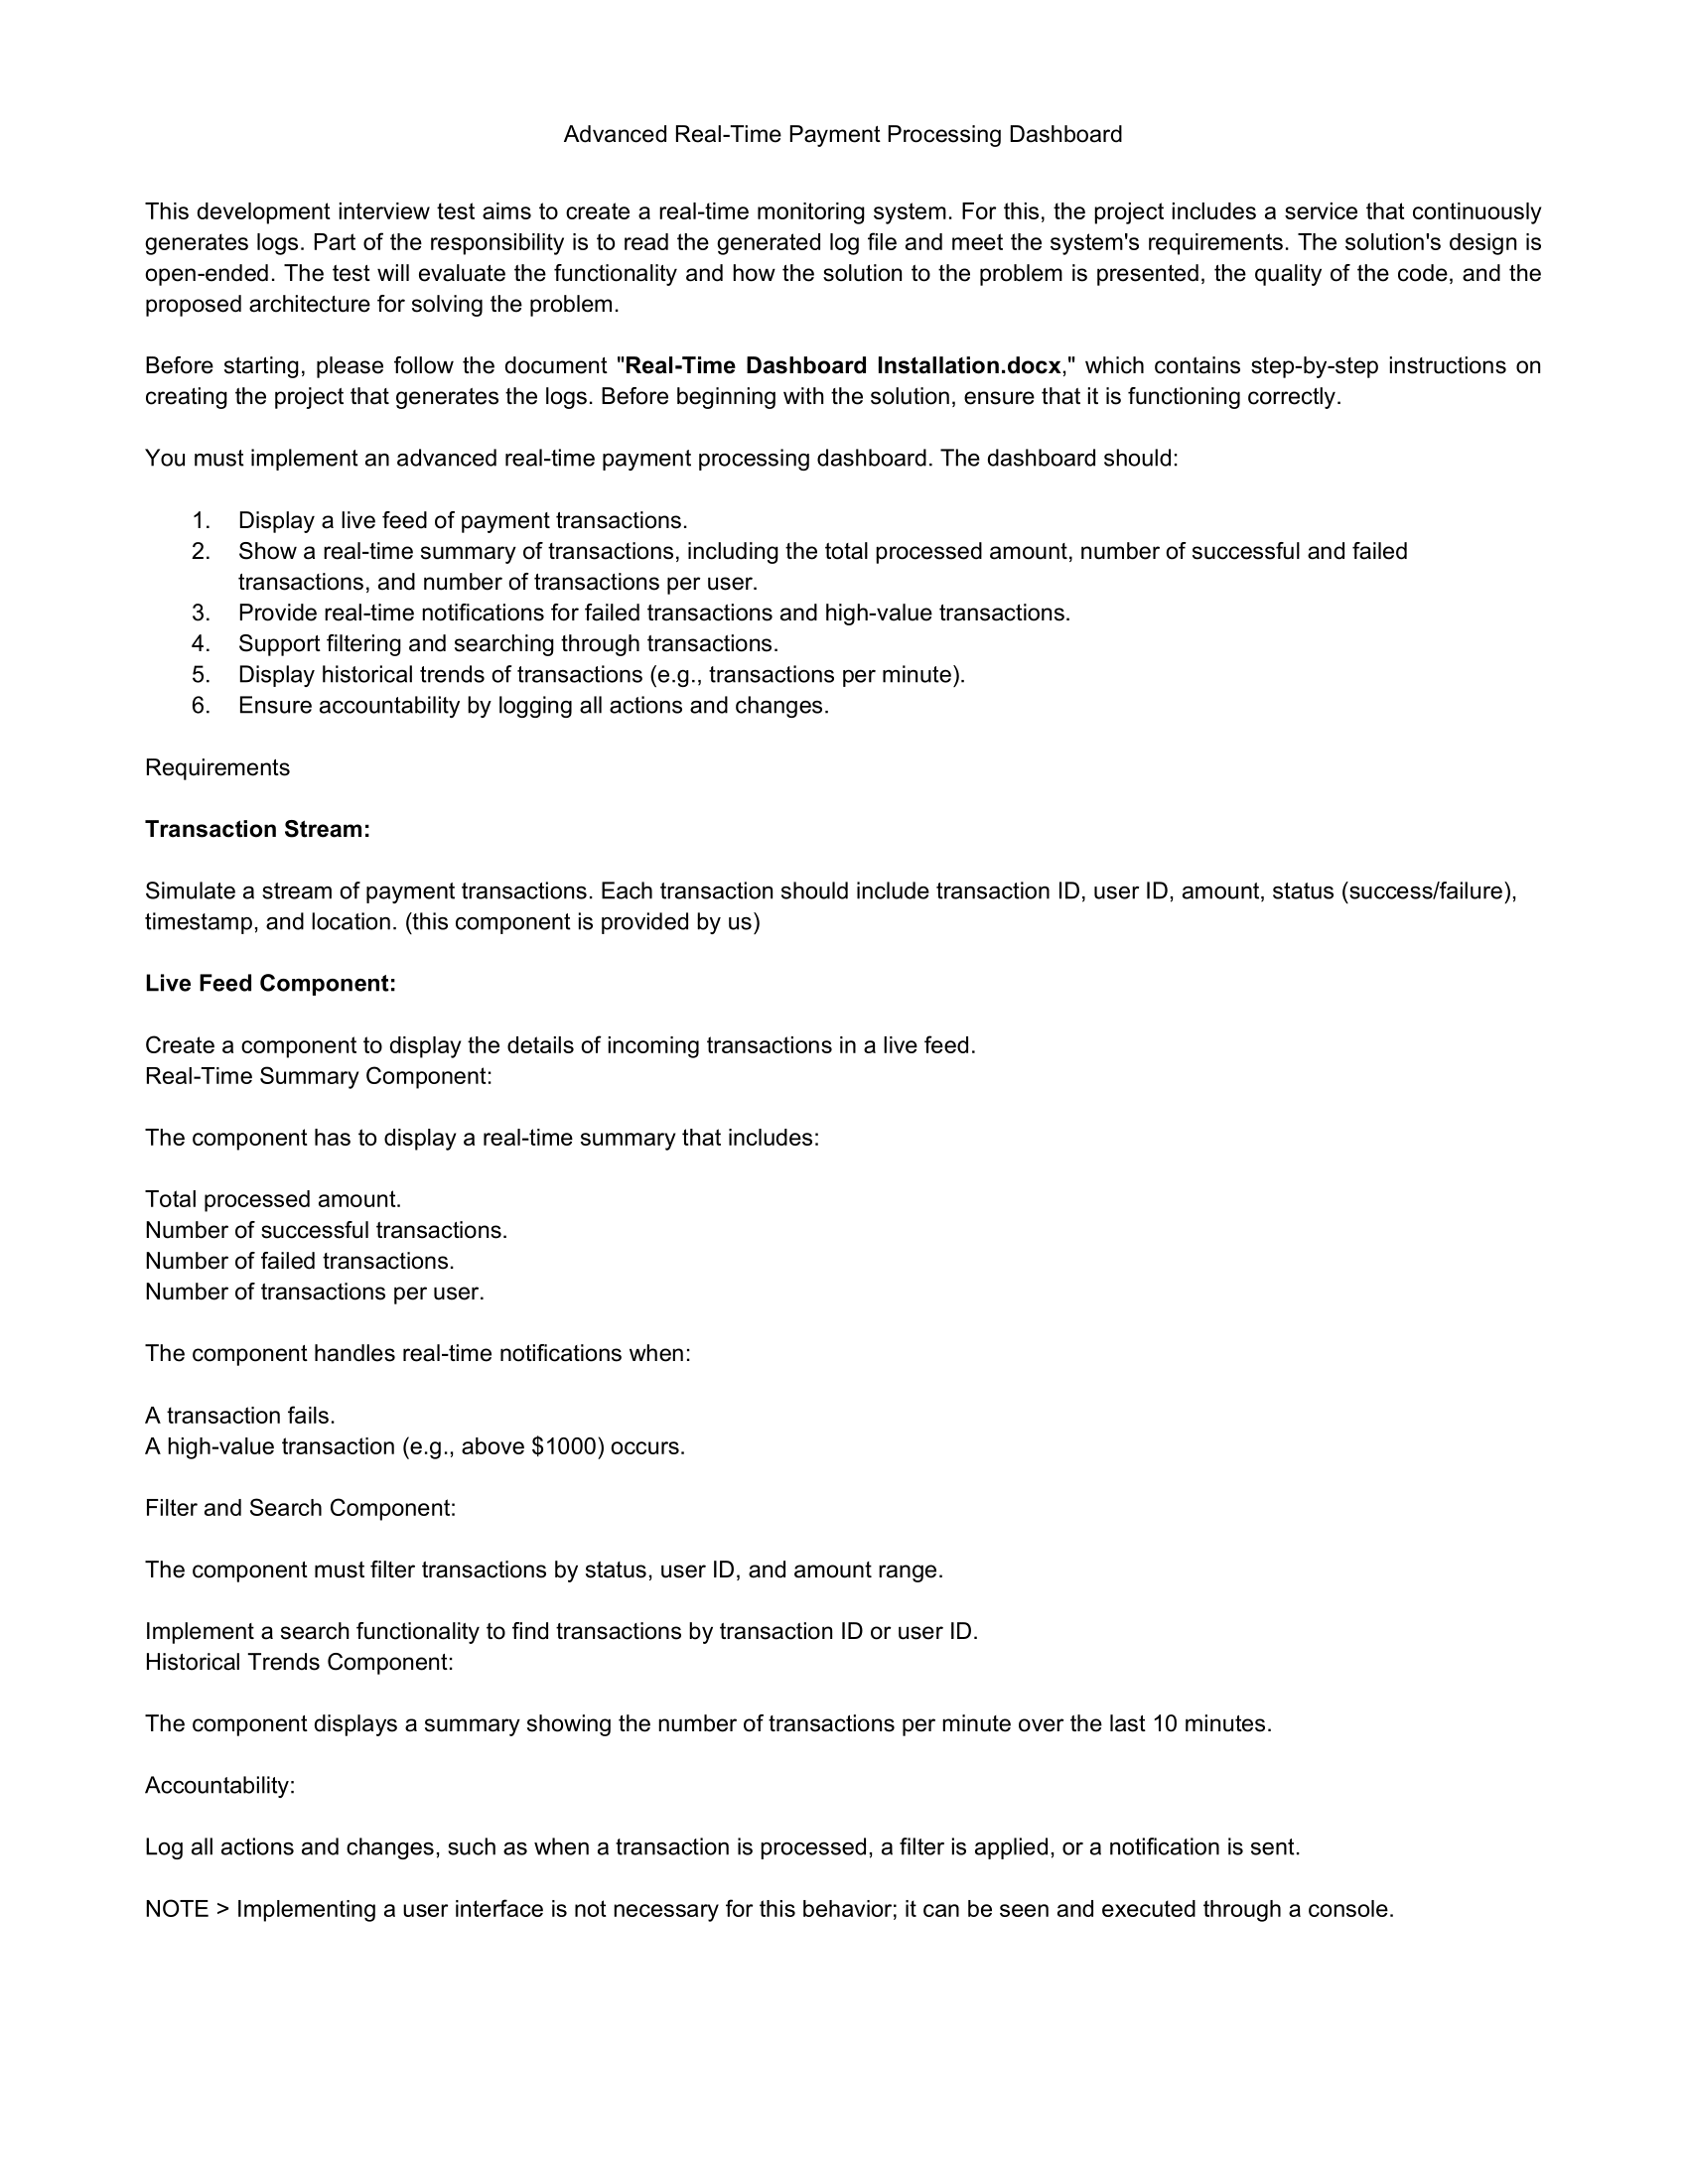 Advanced Real-Time Payment Processing Dashboard
This development interview test aims to create a real-time monitoring system. For this, the project includes a service that continuously
generates logs. Part of the responsibility is to read the generated log file and meet the system's requirements. The solution's design is
open-ended. The test will evaluate the functionality and how the solution to the problem is presented, the quality of the code, and the
proposed architecture for solving the problem.
Before starting, please follow the document "Real-Time Dashboard Installation.docx," which contains step-by-step instructions on
creating the project that generates the logs. Before beginning with the solution, ensure that it is functioning correctly.
You must implement an advanced real-time payment processing dashboard. The dashboard should:
1. Display a live feed of payment transactions.
2. Show a real-time summary of transactions, including the total processed amount, number of successful and failed
transactions, and number of transactions per user.
3. Provide real-time notifications for failed transactions and high-value transactions.
4. Support filtering and searching through transactions.
5. Display historical trends of transactions (e.g., transactions per minute).
6. Ensure accountability by logging all actions and changes.
Requirements
Transaction Stream:
Simulate a stream of payment transactions. Each transaction should include transaction ID, user ID, amount, status (success/failure),
timestamp, and location. (this component is provided by us)
Live Feed Component:
Create a component to display the details of incoming transactions in a live feed.
Real-Time Summary Component:
The component has to display a real-time summary that includes:
Total processed amount.
Number of successful transactions.
Number of failed transactions.
Number of transactions per user.
The component handles real-time notifications when:
A transaction fails.
A high-value transaction (e.g., above $1000) occurs.
Filter and Search Component:
The component must filter transactions by status, user ID, and amount range.
Implement a search functionality to find transactions by transaction ID or user ID.
Historical Trends Component:
The component displays a summary showing the number of transactions per minute over the last 10 minutes.
Accountability:
Log all actions and changes, such as when a transaction is processed, a filter is applied, or a notification is sent.
NOTE > Implementing a user interface is not necessary for this behavior; it can be seen and executed through a console.